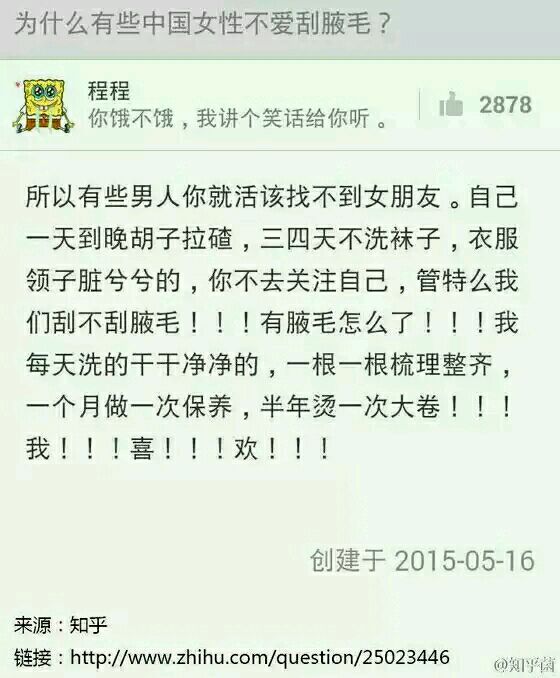 为什么有些中国女性不爱刮腋毛？
程程
你饿不饿，我讲个笑话给你听。
2878
所以有些男人你就活该找不到女朋友。自己
一天到晚胡子拉碴，三四天不洗袜子，衣服
领子脏兮兮的，你不去关注自己，管特么我
们刮不刮腋毛！！！有腋毛怎么了！！！我
每天洗的干干净净的，一根一根梳理整齐，
一个月做一次保养，半年烫一次大卷！！！
我！！！喜！！！欢！！！
创建于 2015-05-16
来源：知乎
链接：http://www.zhihu.com/question/25023446
@知乎菌